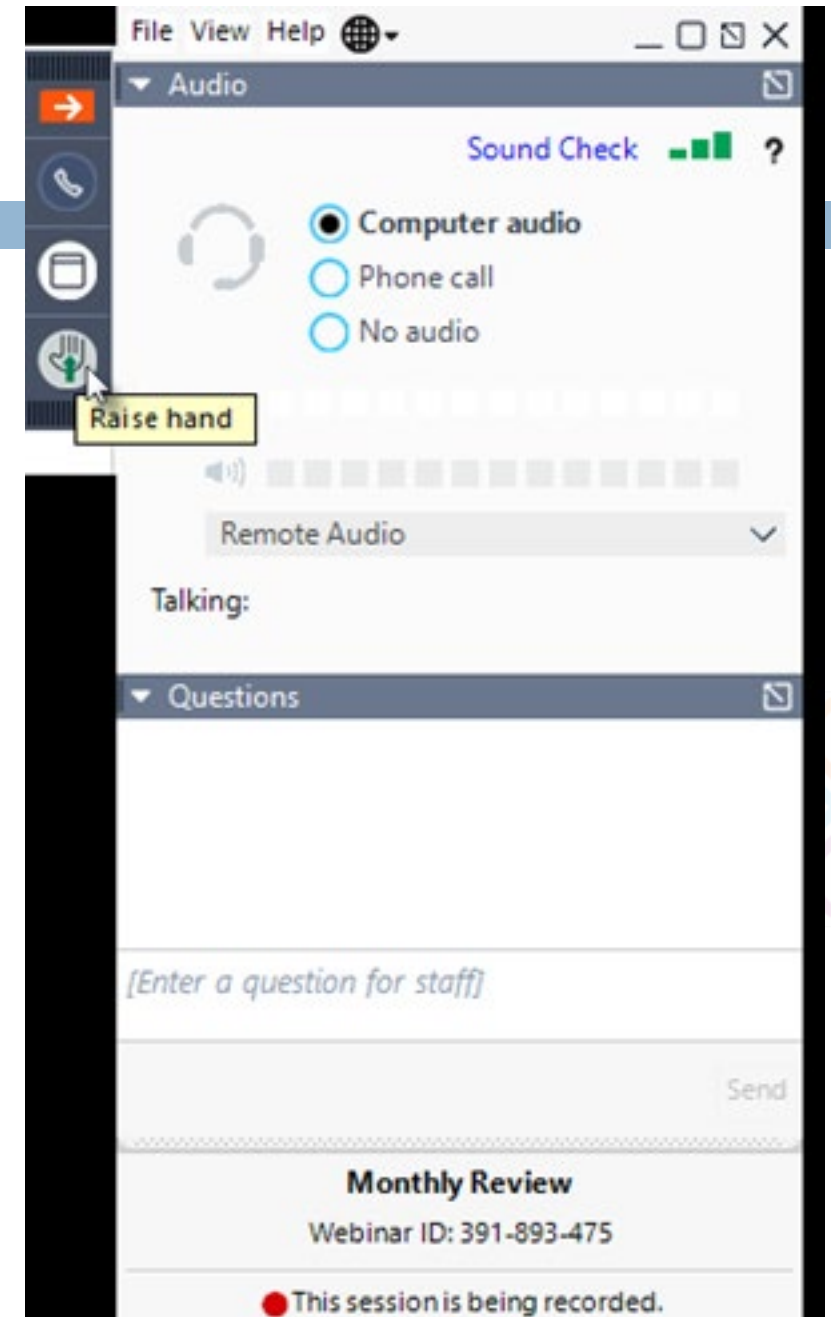 File View Help
Audio
Sound Check ?
Computer audio
Phone call
No audio
Raise hand
Remote Audio
Talking:
Questions
[Enter a question for staff]
Send
Monthly Review
Webinar ID: 391-893-475
This session is being recorded.